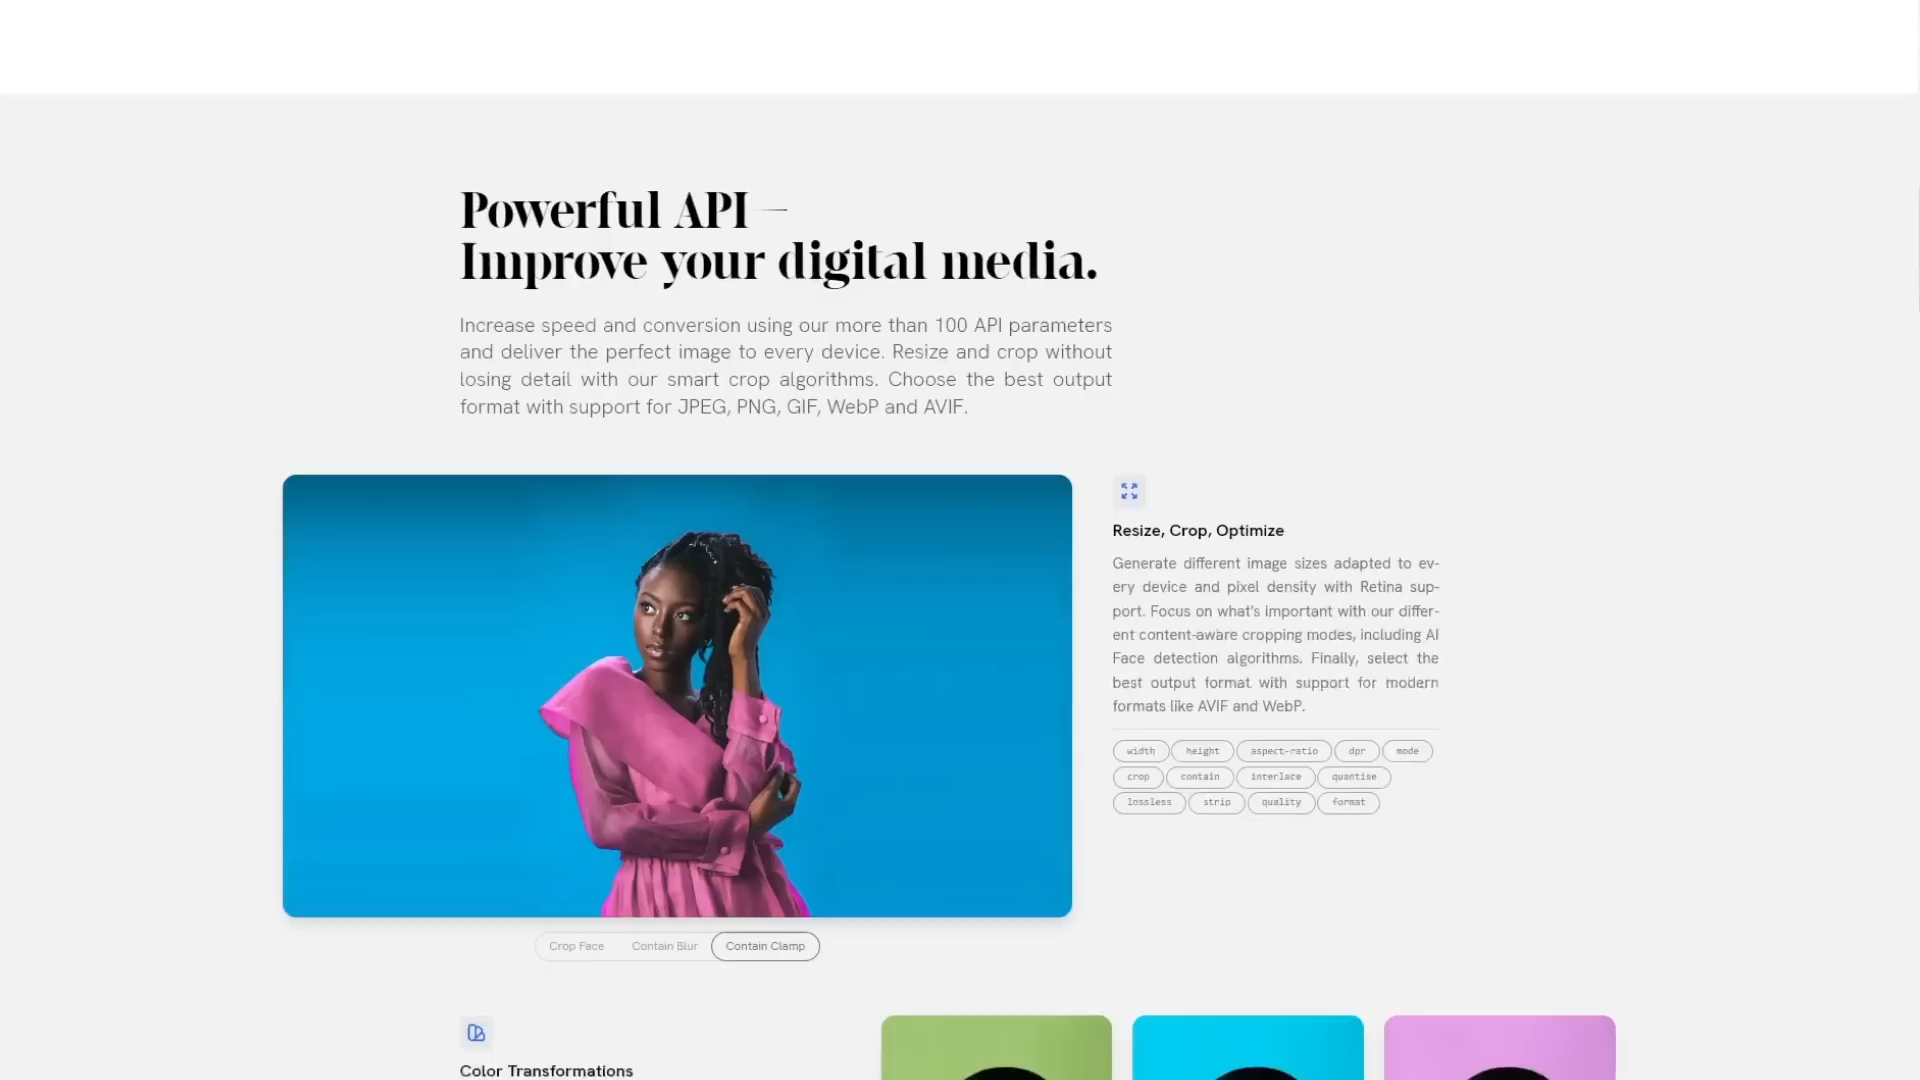 Powerful API —
Improve your digital media.
Increase speed and conversion using our more than 100 API parameters
and deliver the perfect image to every device. Resize and crop without
losing detail with our smart crop algorithms. Choose the best output
format with support for JPEG, PNG, GIF, WebP and AVIF.
Resize, Crop, Optimize
Generate different image sizes adapted to ev-
ery device and pixel density with Retina sup-
port. Focus on what's important with our differ-
ent content-aware cropping modes, including AI
Face detection algorithms. Finally, select the
best output format with support for modern
formats like AVIF and WebP.
width height aspect-ratio dpr mode
crop contain interlace quantise
lossless strip quality format
Crop Face Contain Blur Contain Clamp
Color Transformations